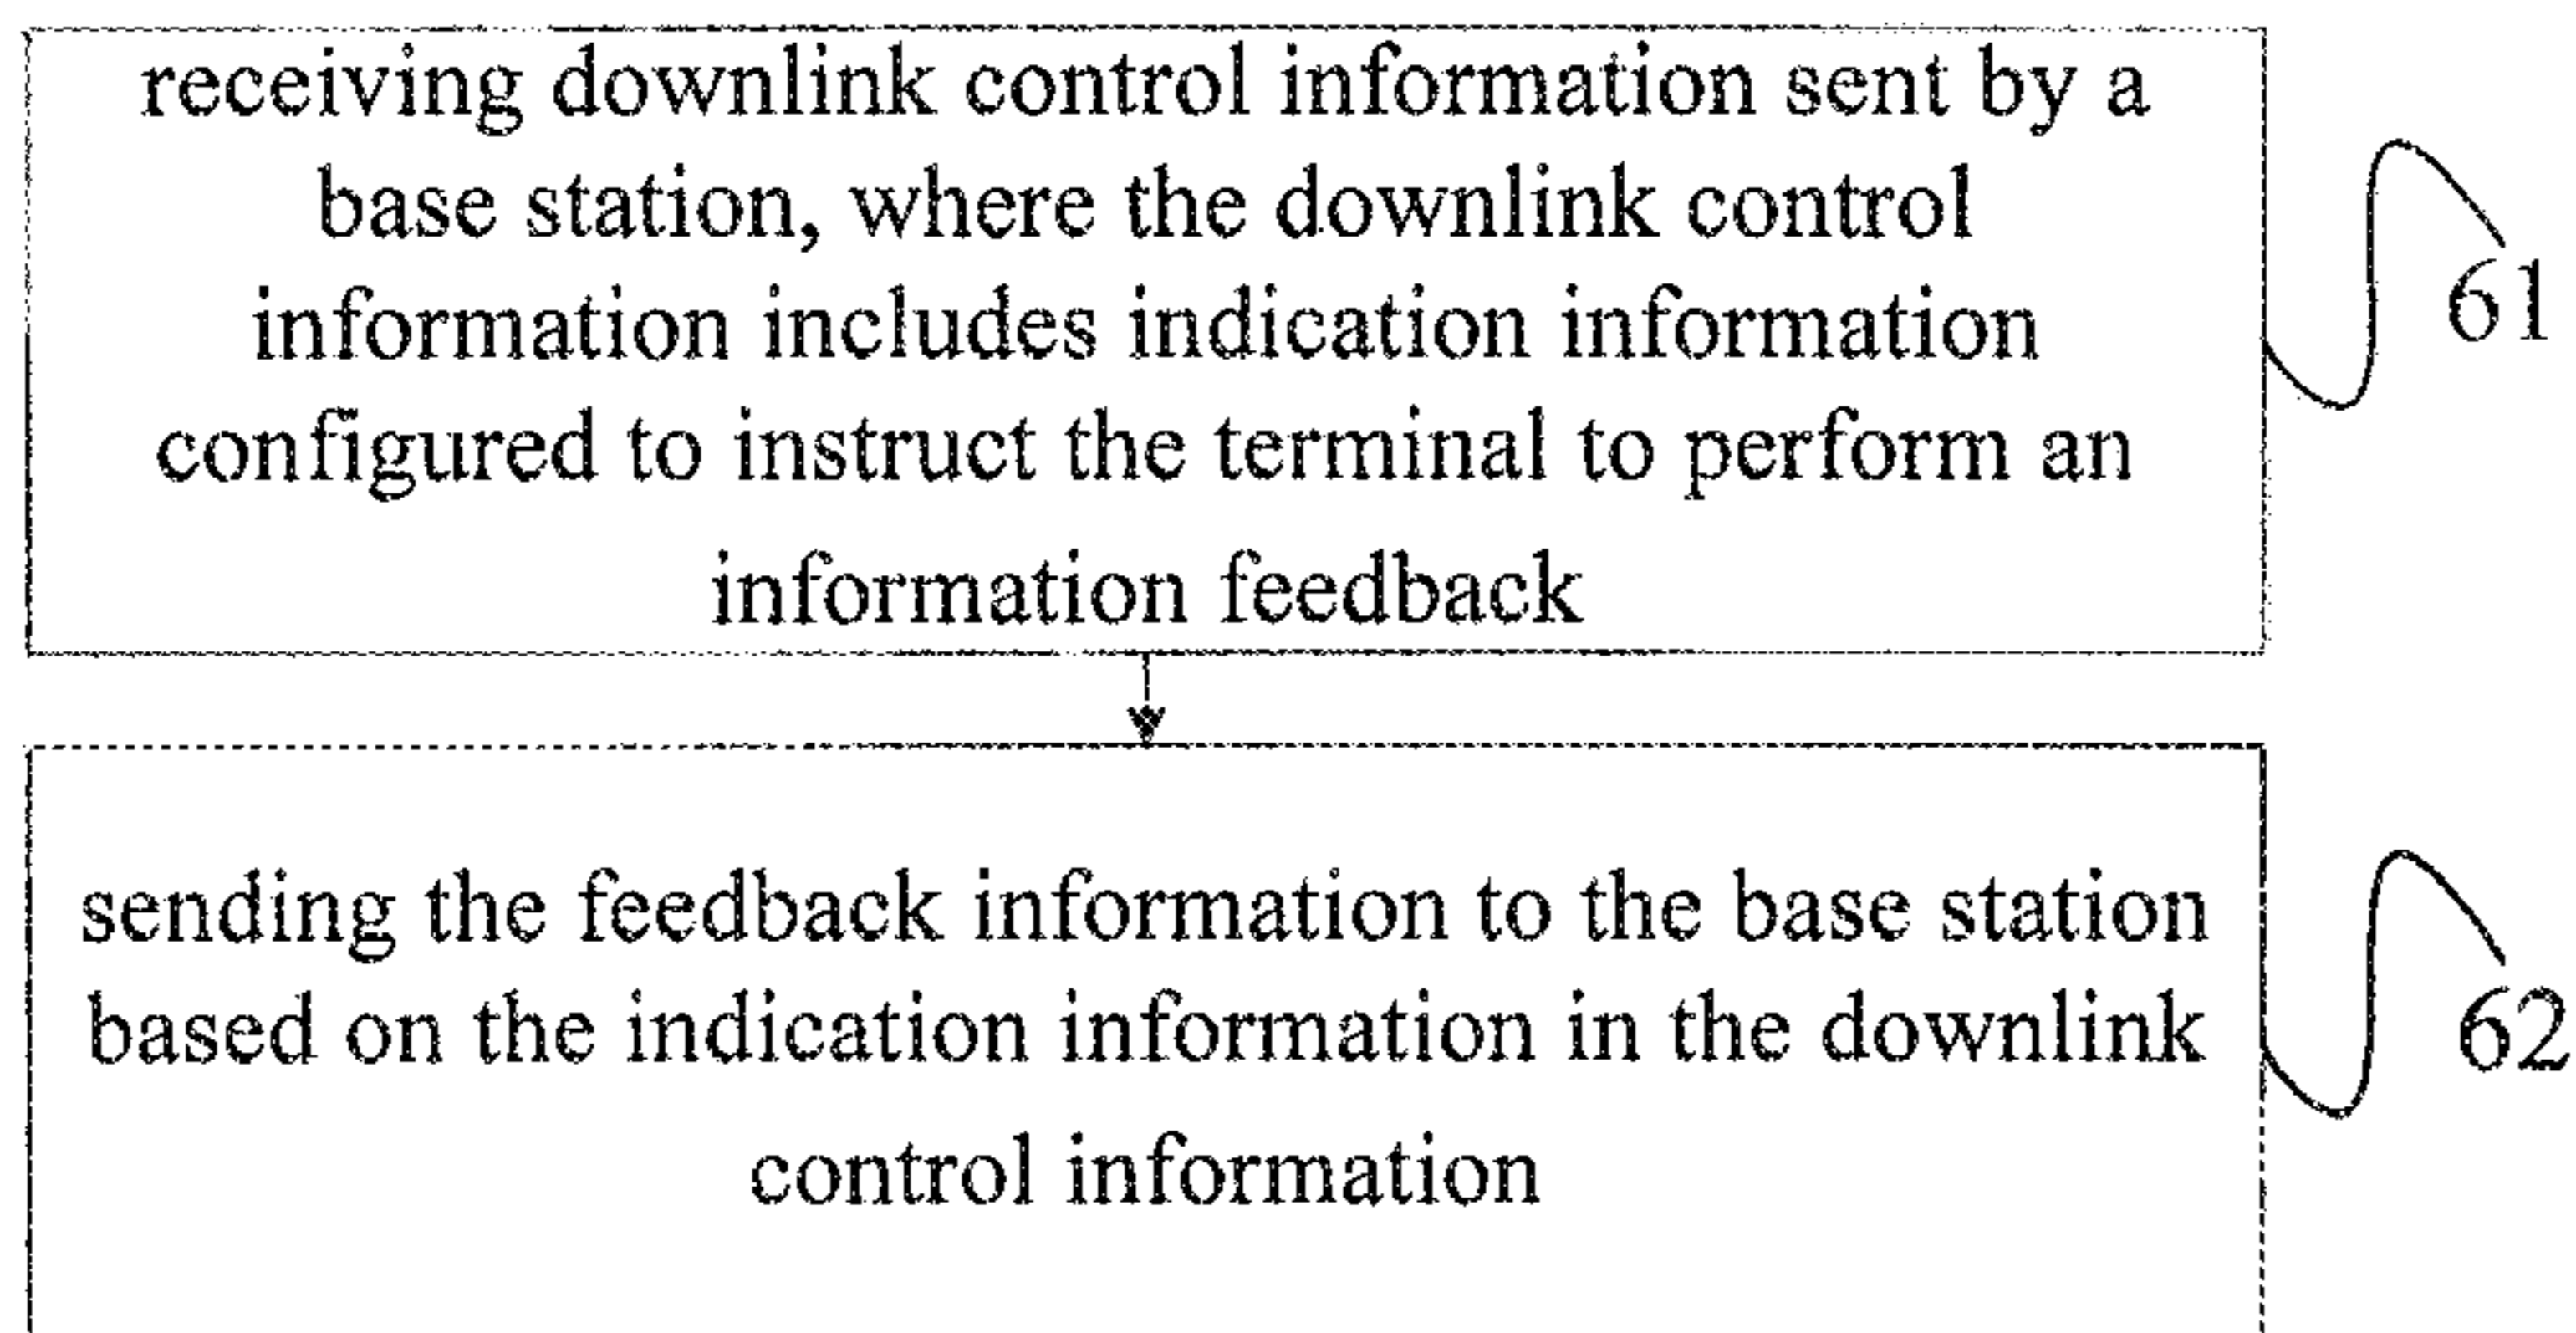 receiving downlink control information sent by a
base station, where the downlink control
information includes indication information
configured to instruct the terminal to perform an
information feedback
61
sending the feedback information to the base station
based on the indication information in the downlink
control information
62